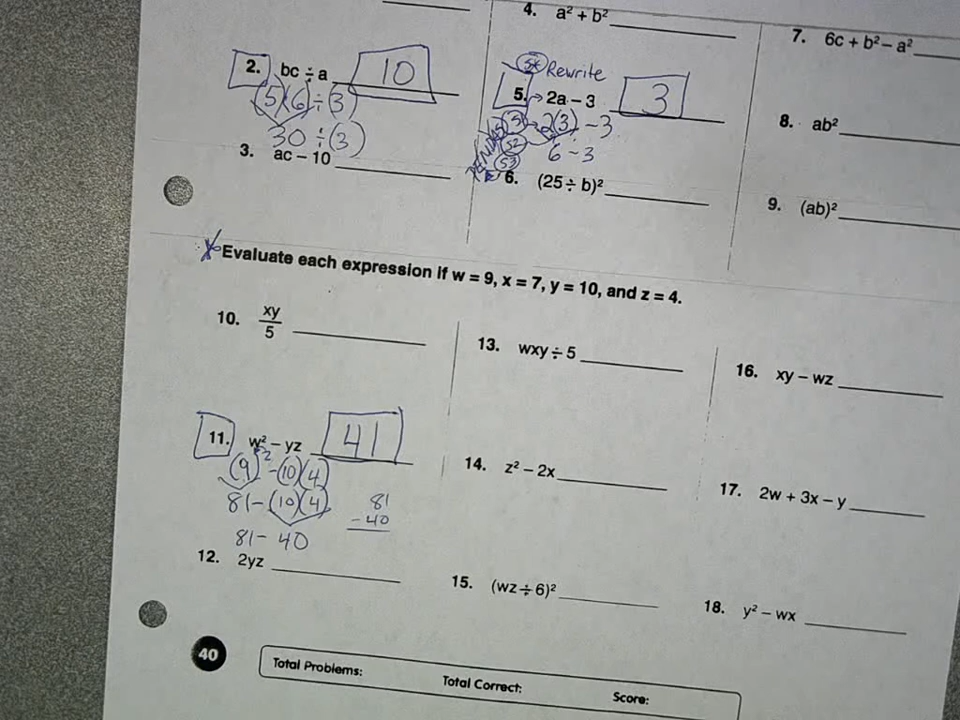 4. a² + b²
7. 6c + b² – a²
2. bc ÷ a 10
(5)(6) ÷ (3)
30 ÷ (3)
3. ac – 10
Rewrite
5. → 2a – 3 3
2(3) – 3
6 – 3
6. (25 ÷ b)²
8. ab²
9. (ab)²
Evaluate each expression if w = 9, x = 7, y = 10, and z = 4.
10. xy/5
13. wxy ÷ 5
16. xy – wz
11. w² – yz 41
(9)² – (10)(4)
81 – (10)(4)
81 – 40
81
– 40
14. z² – 2x
17. 2w + 3x – y
12. 2yz
15. (wz ÷ 6)²
18. y² – wx
40
Total Problems:
Total Correct:
Score: